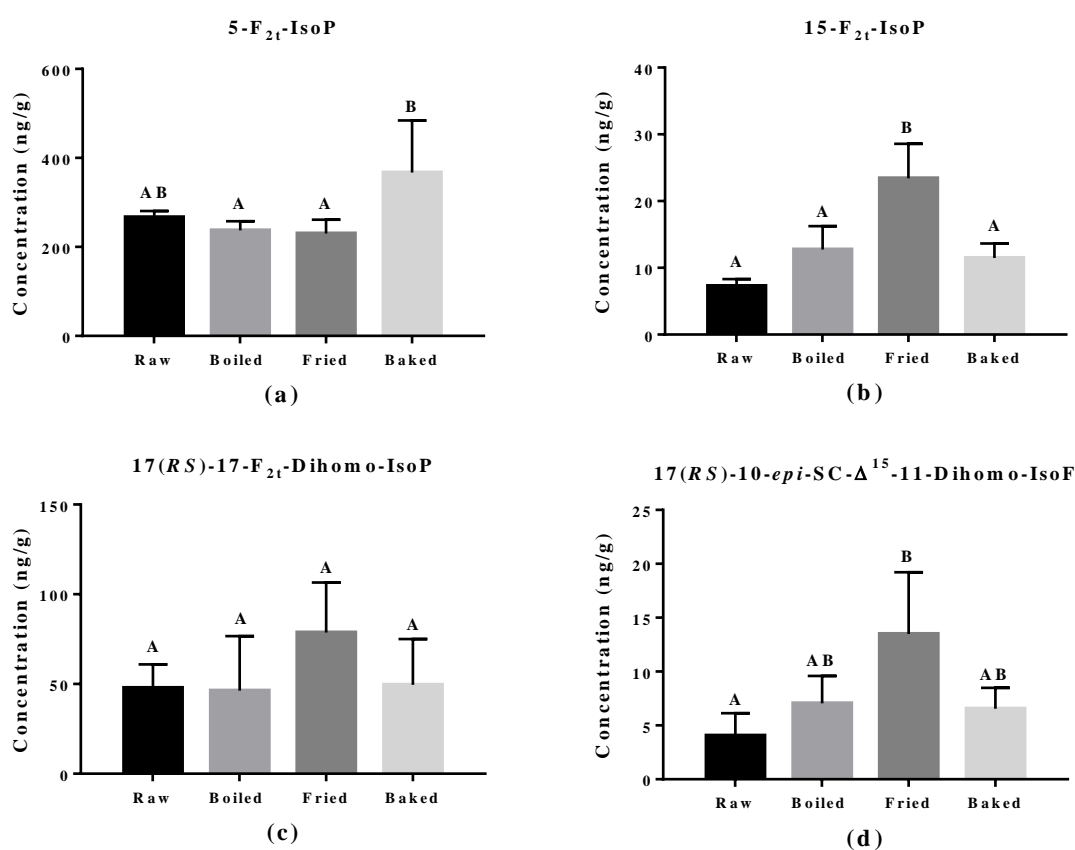 5-F2t-IsoP
Concentration (ng/g)
600
400
200
0
AB
A
A
B
Raw Boiled Fried Baked
(a)
15-F2t-IsoP
Concentration (ng/g)
40
30
20
10
0
A
A
B
A
Raw Boiled Fried Baked
(b)
17(RS)-17-F2t-Dihomo-IsoP
Concentration (ng/g)
150
100
50
0
A
A
A
A
Raw Boiled Fried Baked
(c)
17(RS)-10-epi-SC-Δ15-11-Dihomo-IsoF
Concentration (ng/g)
25
20
15
10
5
0
A
AB
B
AB
Raw Boiled Fried Baked
(d)